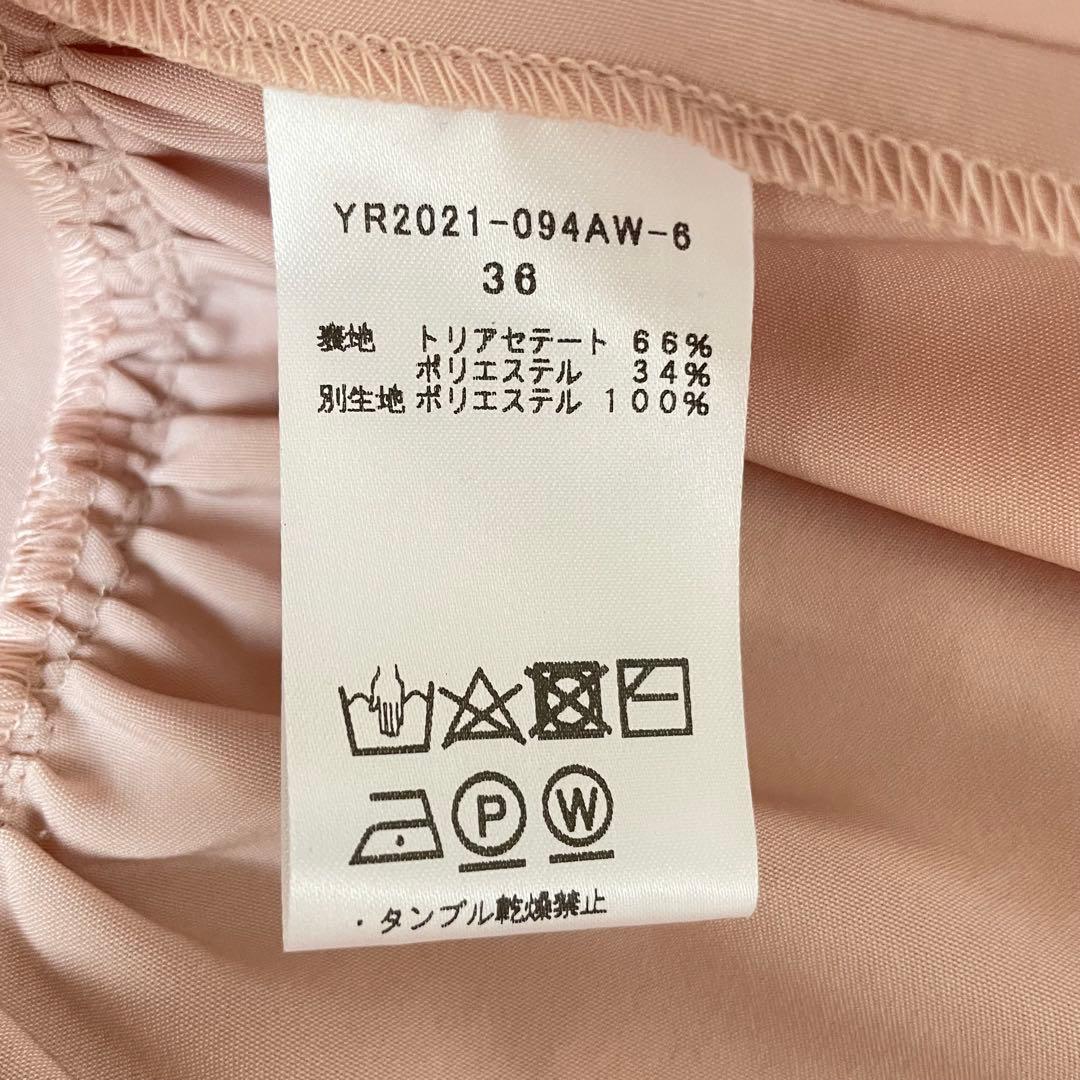 YR2021-094AW-6
36
表地 トリアセテート 66%
ポリエステル 34%
別生地 ポリエステル 100%
P W
・タンブル乾燥禁止